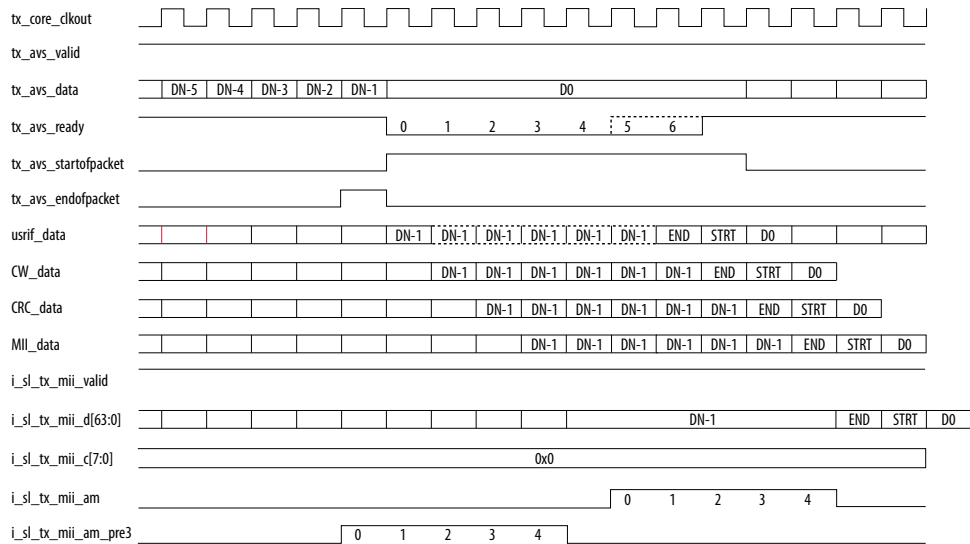 tx_core_clkout
tx_avs_valid
tx_avs_data DN-5 DN-4 DN-3 DN-2 DN-1 D0
tx_avs_ready 0 1 2 3 4 5 6
tx_avs_startofpacket
tx_avs_endofpacket
usrif_data DN-1 DN-1 DN-1 DN-1 DN-1 DN-1 END STRT D0
CW_data DN-1 DN-1 DN-1 DN-1 DN-1 DN-1 END STRT D0
CRC_data DN-1 DN-1 DN-1 DN-1 DN-1 DN-1 END STRT D0
MII_data DN-1 DN-1 DN-1 DN-1 DN-1 DN-1 END STRT D0
i_sl_tx_mii_valid
i_sl_tx_mii_d[63:0] DN-1 END STRT D0
i_sl_tx_mii_c[7:0] 0x0
i_sl_tx_mii_am 0 1 2 3 4
i_sl_tx_mii_am_pre3 0 1 2 3 4